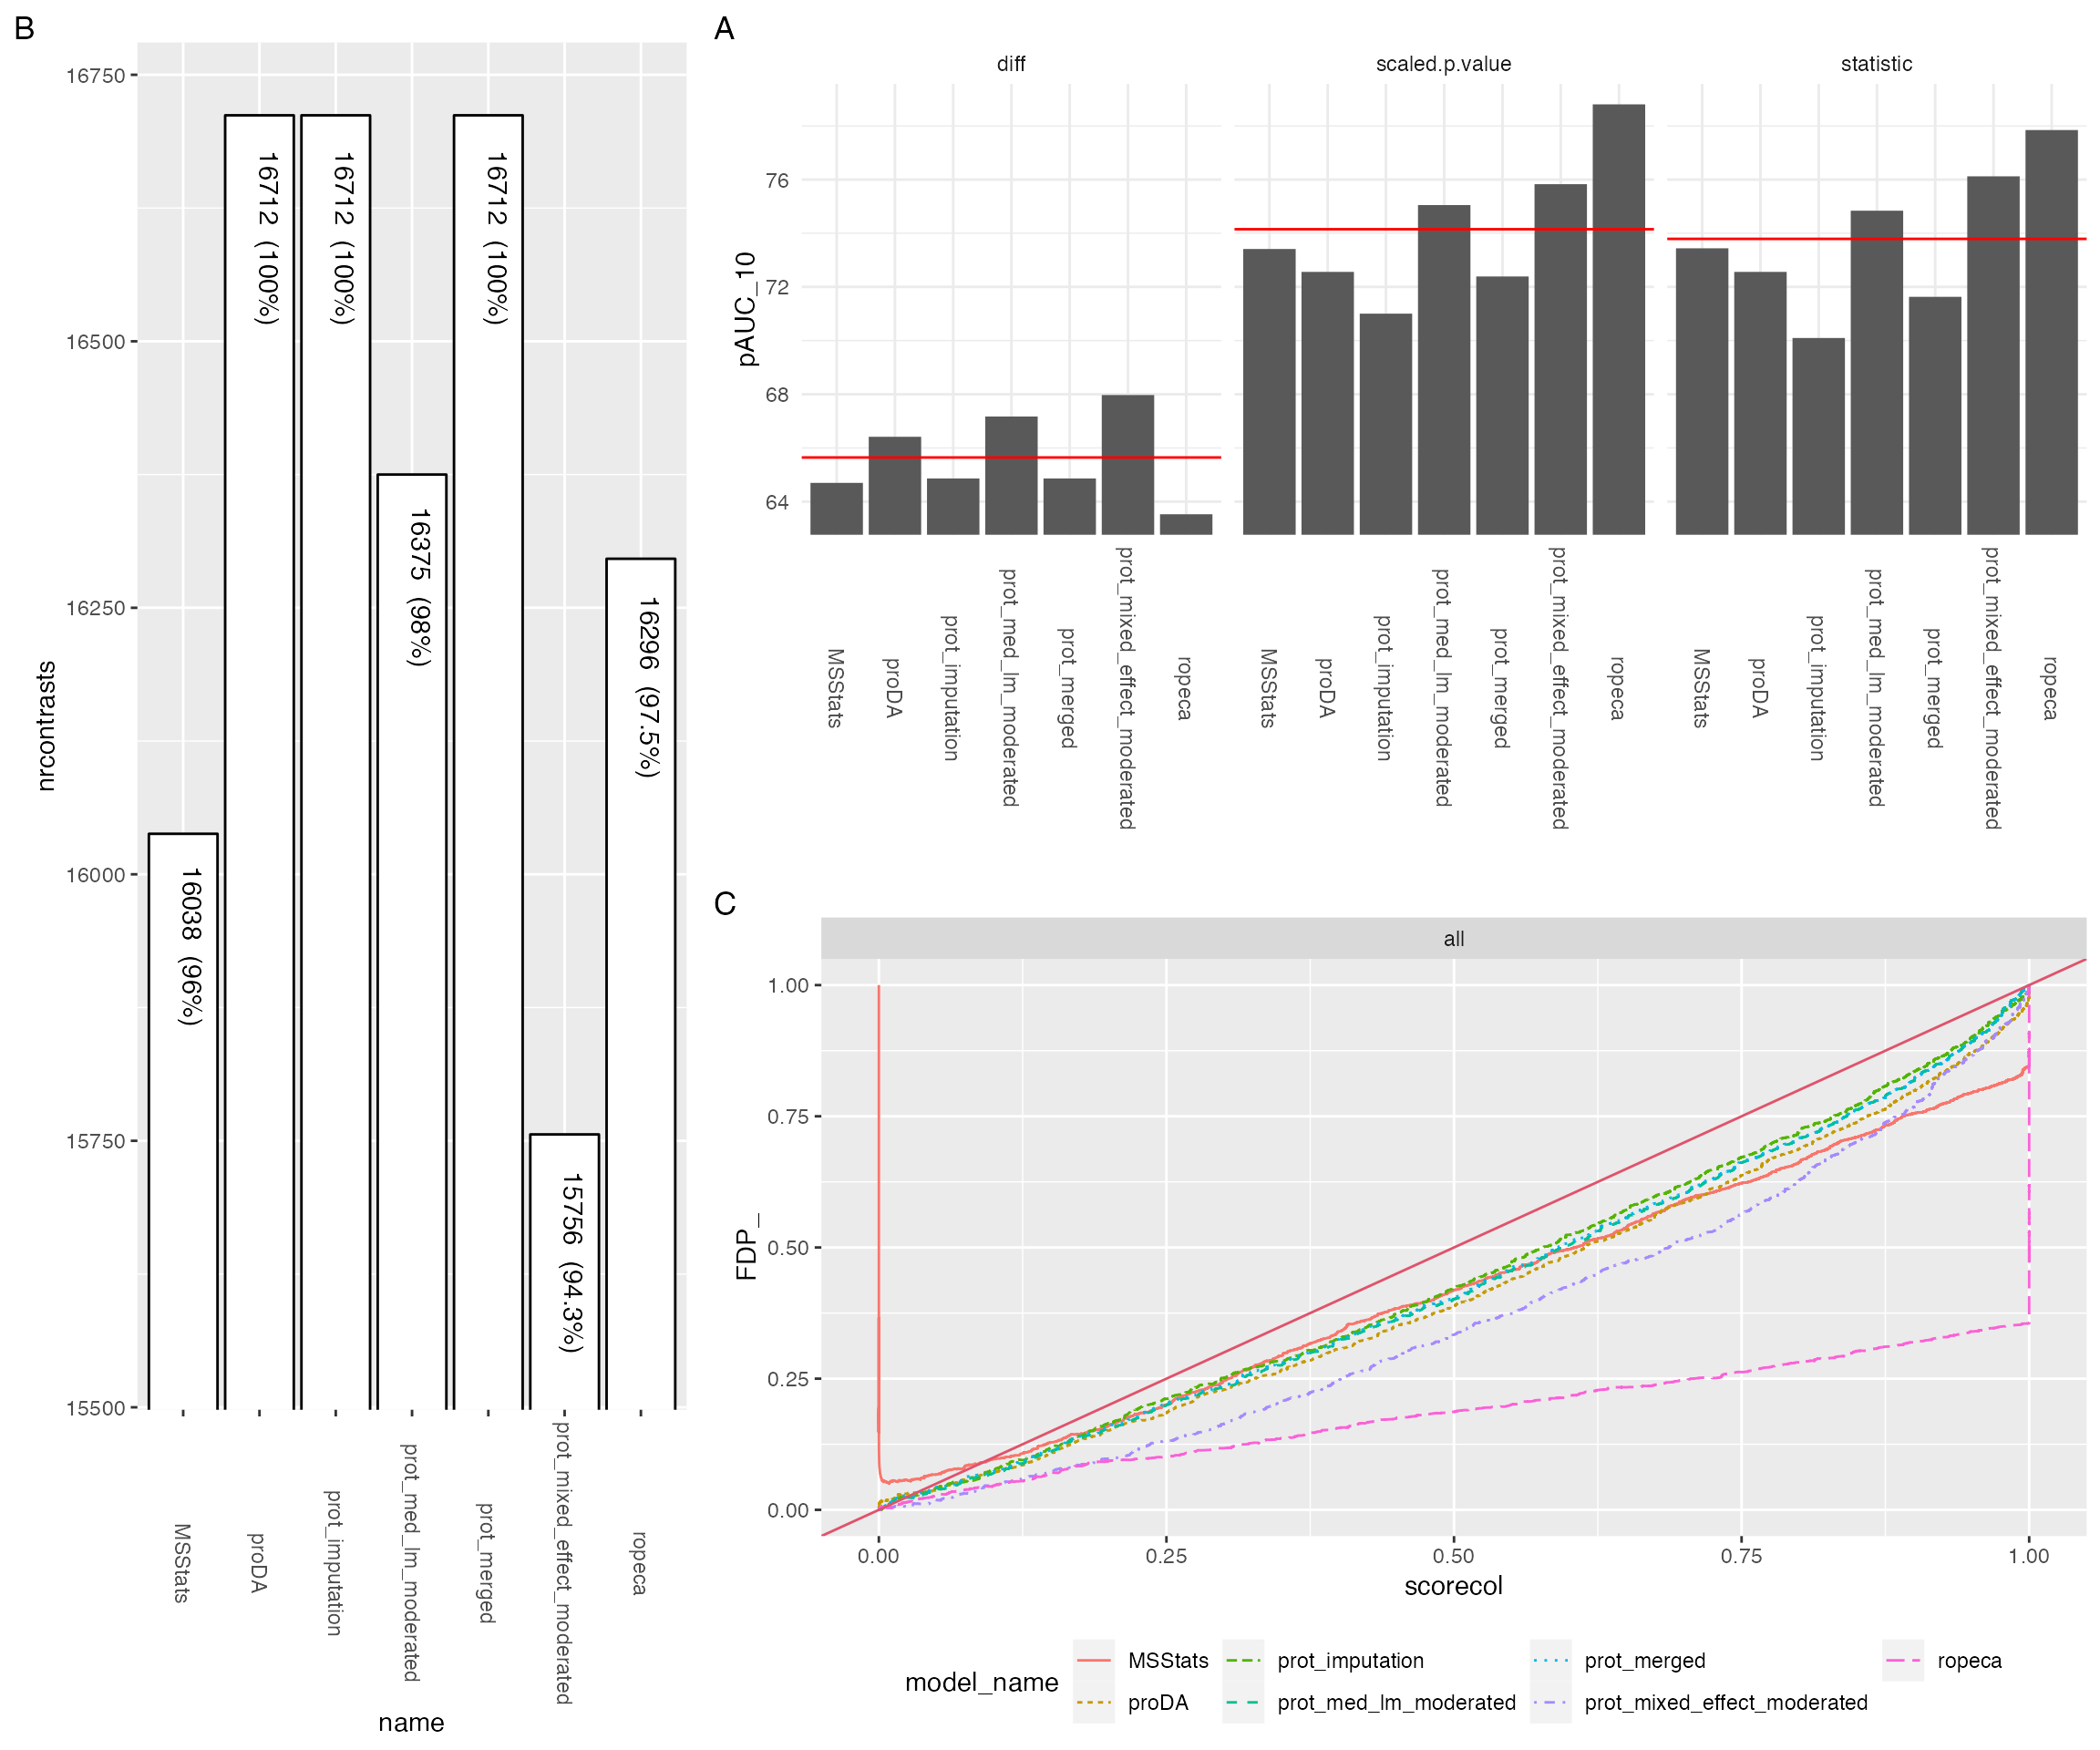 B
nrcontrasts
16750
16500
16250
16000
15750
15500
16038 (96%)
16712 (100%)
16712 (100%)
16375 (98%)
16712 (100%)
15756 (94.3%)
16296 (97.5%)
MSStats
proDA
prot_imputation
prot_med_lm_moderated
prot_merged
prot_mixed_effect_moderated
ropeca
name
A
diff
scaled.p.value
statistic
pAUC_10
76
72
68
64
MSStats
proDA
prot_imputation
prot_med_lm_moderated
prot_merged
prot_mixed_effect_moderated
ropeca
MSStats
proDA
prot_imputation
prot_med_lm_moderated
prot_merged
prot_mixed_effect_moderated
ropeca
MSStats
proDA
prot_imputation
prot_med_lm_moderated
prot_merged
prot_mixed_effect_moderated
ropeca
C
all
FDP_
1.00
0.75
0.50
0.25
0.00
0.00
0.25
0.50
0.75
1.00
scorecol
model_name
MSStats
proDA
prot_imputation
prot_med_lm_moderated
prot_merged
prot_mixed_effect_moderated
ropeca